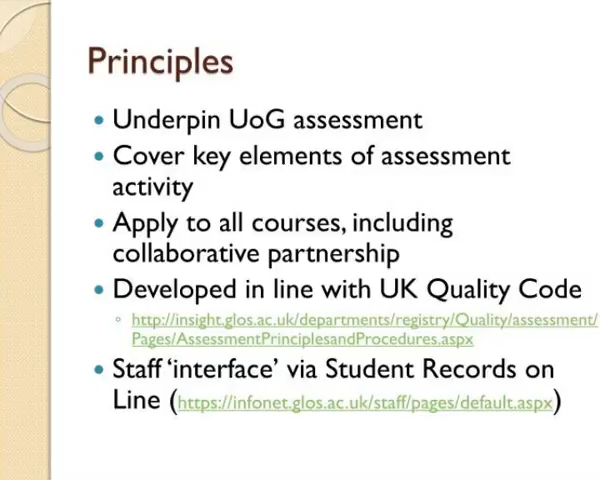 Principles
• Underpin UoG assessment
• Cover key elements of assessment
activity
• Apply to all courses, including
collaborative partnership
• Developed in line with UK Quality Code
◦ http://insight.glos.ac.uk/departments/registry/Quality/assessment/
Pages/AssessmentPrinciplesandProcedures.aspx
• Staff ‘interface’ via Student Records on
Line (https://infonet.glos.ac.uk/staff/pages/default.aspx)